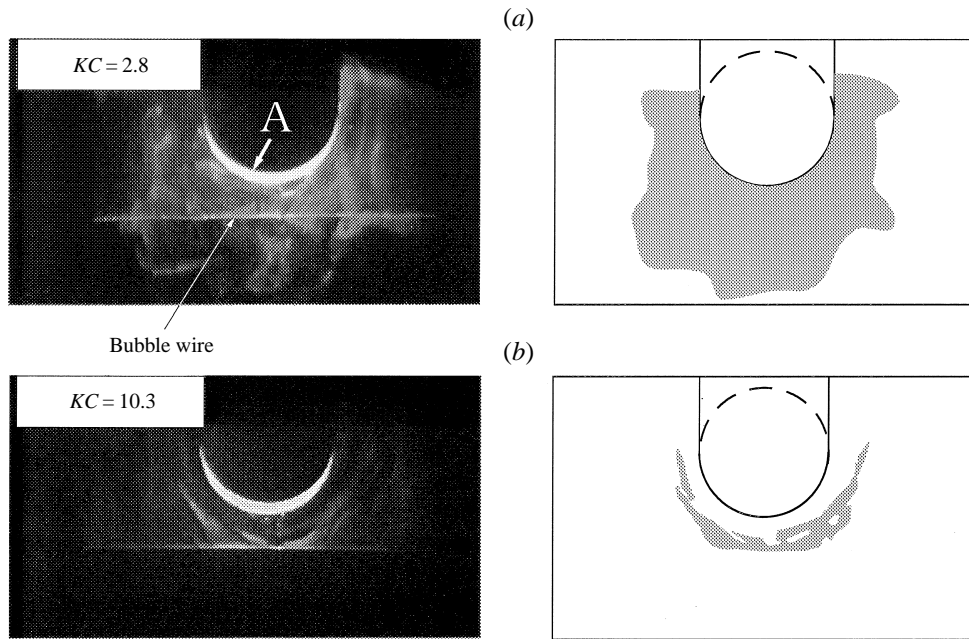 (a)
KC = 2.8
A
Bubble wire
(b)
KC = 10.3